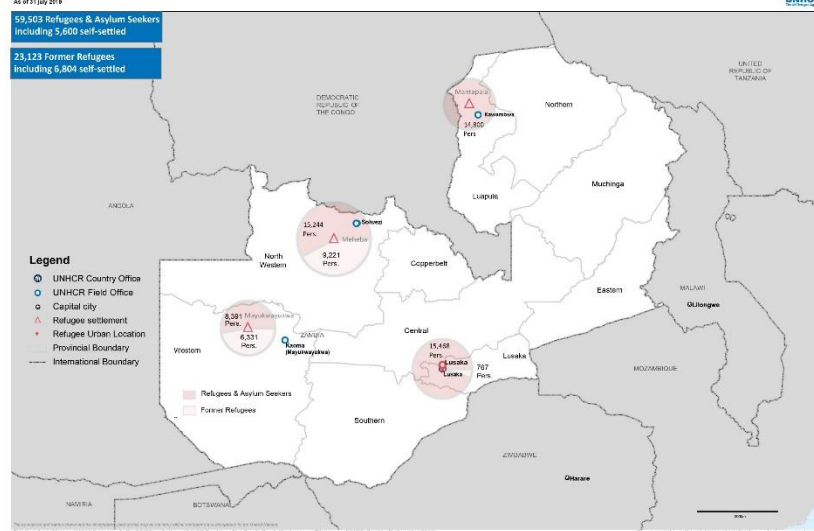 As of 31 July 2019
UNHCR
59,503 Refugees & Asylum Seekers
including 5,600 self-settled
23,123 Former Refugees
including 6,804 self-settled
UNITED
REPUBLIC OF
TANZANIA
DEMOCRATIC
REPUBLIC OF
THE CONGO
Mantapala
Kawambwa
14,800
Pers
Northern
Muchinga
Luapula
ANGOLA
15,244
Pers.
Solwezi
Meheba
9,221
Pers.
North
Western
Copperbelt
Eastern
MALAWI
Lilongwe
Legend
UNHCR Country Office
UNHCR Field Office
Capital city
Refugee settlement
Refugee Urban Location
Provincial Boundary
International Boundary
8,391
Pers.
Mayukwayukwa
6,331
Pers.
Kaoma
(Mayukwayukwa)
ZAMBIA
Central
Western
15,468
Pers.
Lusaka
Lusaka
767
Pers.
Lusaka
MOZAMBIQUE
Refugees & Asylum Seekers
Former Refugees
Southern
ZIMBABWE
Harare
NAMIBIA
BOTSWANA